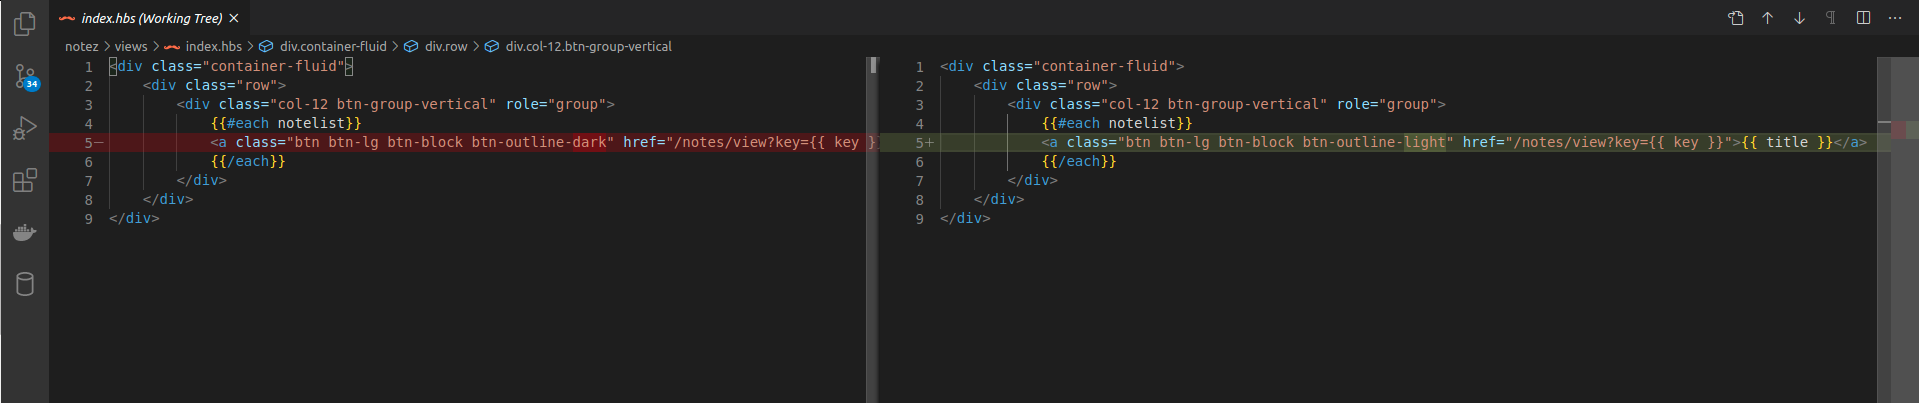 index.hbs (Working Tree) ×
notez > views > index.hbs > div.container-fluid > div.row > div.col-12.btn-group-vertical
34
1 <div class="container-fluid">
2 <div class="row">
3 <div class="col-12 btn-group-vertical" role="group">
4 {{#each notelist}}
5− <a class="btn btn-lg btn-block btn-outline-dark" href="/notes/view?key={{ key }
6 {{/each}}
7 </div>
8 </div>
9 </div>
1 <div class="container-fluid">
2 <div class="row">
3 <div class="col-12 btn-group-vertical" role="group">
4 {{#each notelist}}
5+ <a class="btn btn-lg btn-block btn-outline-light" href="/notes/view?key={{ key }}">{{ title }}</a>
6 {{/each}}
7 </div>
8 </div>
9 </div>